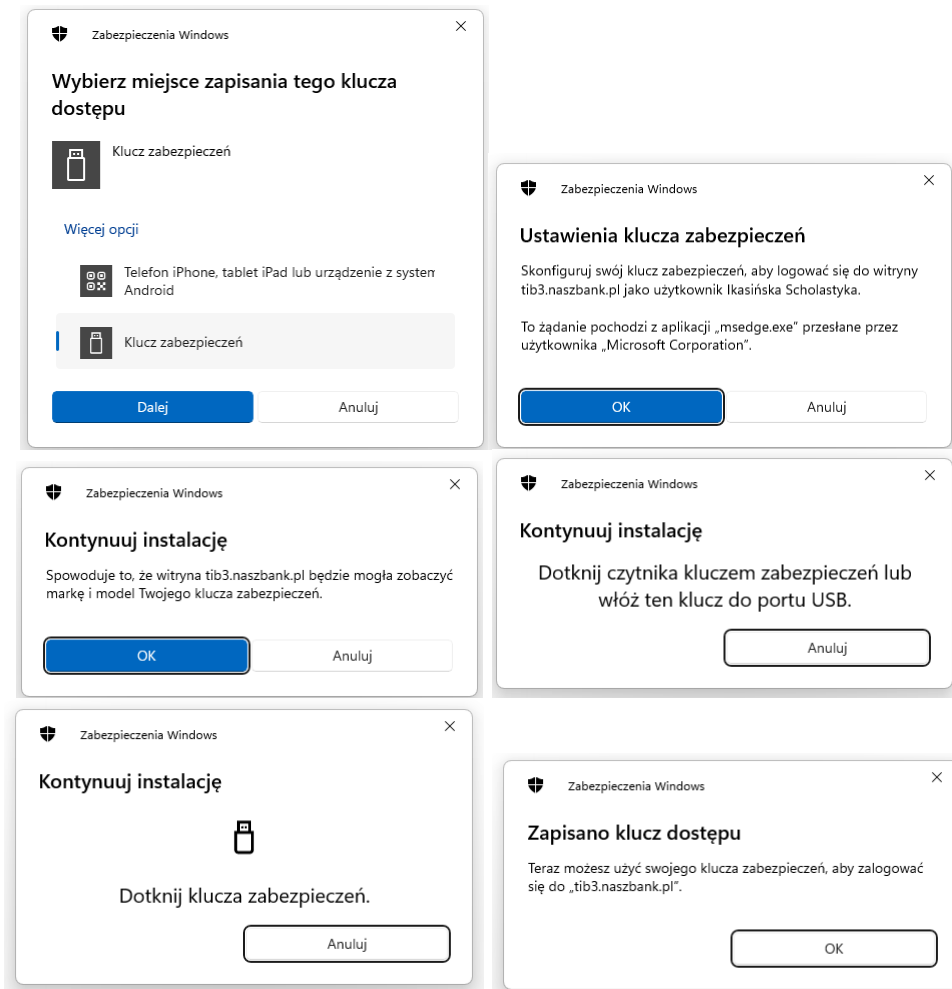 Zabezpieczenia Windows
Wybierz miejsce zapisania tego klucza
dostępu
Klucz zabezpieczeń
Więcej opcji
Telefon iPhone, tablet iPad lub urządzenie z system
Android
Klucz zabezpieczeń
Dalej
Anuluj
Zabezpieczenia Windows
Ustawienia klucza zabezpieczeń
Skonfiguruj swój klucz zabezpieczeń, aby logować się do witryny
tib3.naszbank.pl jako użytkownik Ikasińska Scholastyka.
To żądanie pochodzi z aplikacji „msedge.exe” przesłane przez
użytkownika „Microsoft Corporation”.
OK
Anuluj
Zabezpieczenia Windows
Kontynuuj instalację
Spowoduje to, że witryna tib3.naszbank.pl będzie mogła zobaczyć
markę i model Twojego klucza zabezpieczeń.
OK
Anuluj
Zabezpieczenia Windows
Kontynuuj instalację
Dotknij czytnika kluczem zabezpieczeń lub
włóż ten klucz do portu USB.
Anuluj
Zabezpieczenia Windows
Kontynuuj instalację
Dotknij klucza zabezpieczeń.
Anuluj
Zabezpieczenia Windows
Zapisano klucz dostępu
Teraz możesz użyć swojego klucza zabezpieczeń, aby zalogować
się do „tib3.naszbank.pl”.
OK